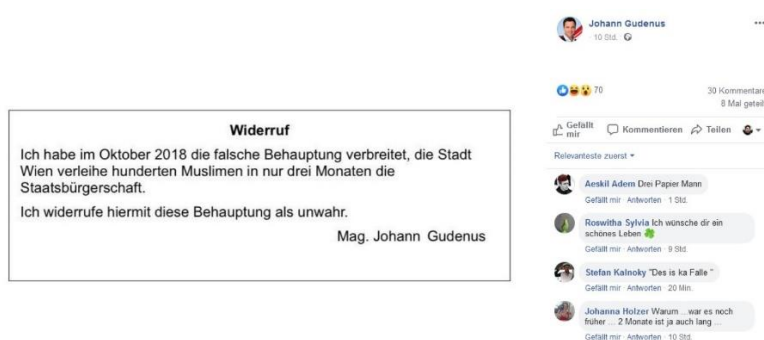 Widerruf
Ich habe im Oktober 2018 die falsche Behauptung verbreitet, die Stadt
Wien verleihe hunderten Muslimen in nur drei Monaten die
Staatsbürgerschaft.
Ich widerrufe hiermit diese Behauptung als unwahr.
Mag. Johann Gudenus
Johann Gudenus
10 Std.
70
30 Kommentare
8 Mal geteilt
Gefällt
mir
Kommentieren
Teilen
Relevanteste zuerst
Aeskil Adem Drei Papier Mann
Gefällt mir · Antworten · 1 Std.
Roswitha Sylvia Ich wünsche dir ein
schönes Leben
Gefällt mir · Antworten · 9 Std.
Stefan Kalnoky "Des is ka Falle "
Gefällt mir · Antworten · 20 Min.
Johanna Holzer Warum ...war es noch
früher ... 2 Monate ist ja auch lang ...
Gefällt mir · Antworten · 10 Std.